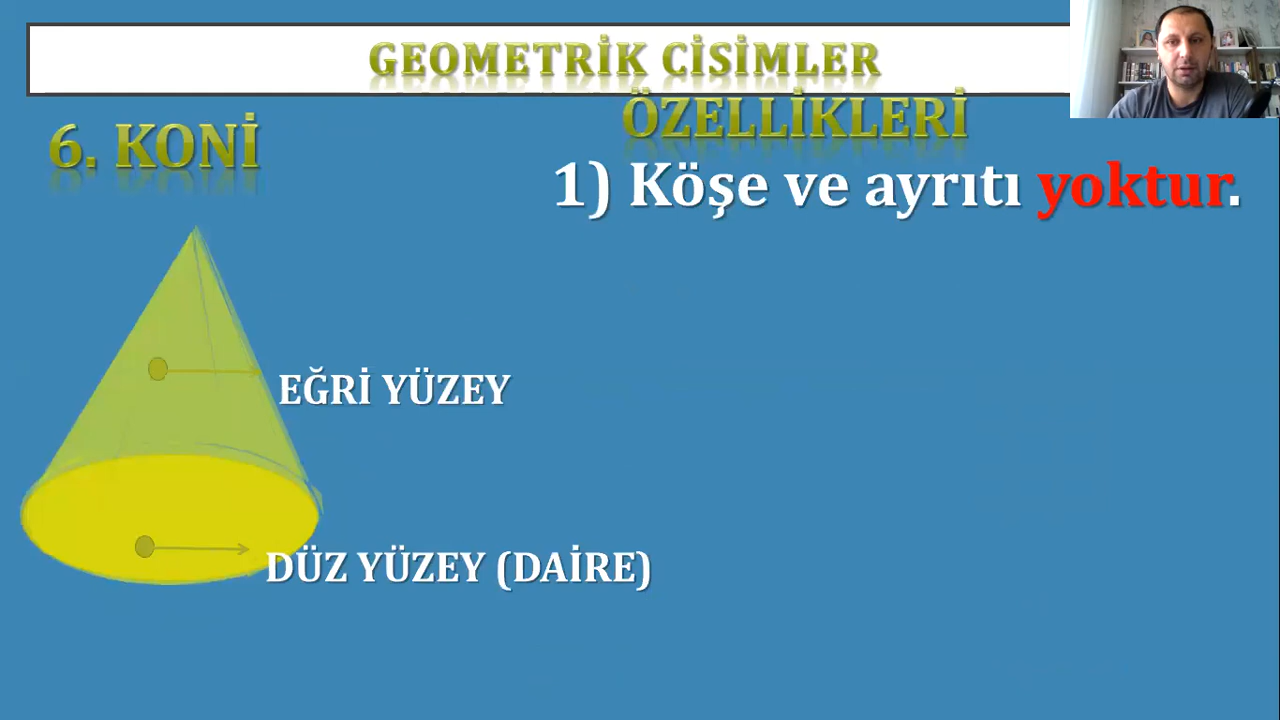 GEOMETRİK CİSİMLER
6. KONİ
ÖZELLİKLERİ
1) Köşe ve ayrıtı yoktur.
EĞRİ YÜZEY
DÜZ YÜZEY (DAİRE)